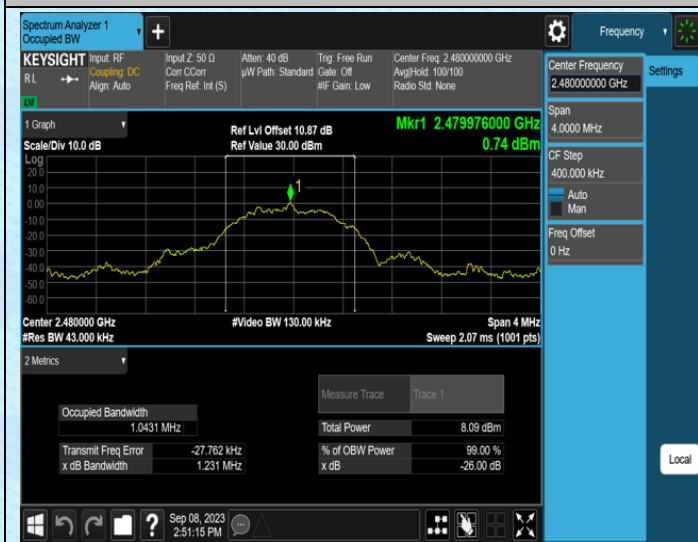 Spectrum Analyzer 1
Occupied BW
+
Frequency
KEYSIGHT
RL
LXI
Input: RF
Coupling: DC
Align: Auto
Input Z: 50 Ω
Corr CCorr
Freq Ref: Int (S)
Atten: 40 dB
µW Path: Standard
Trig: Free Run
Gate: Off
#IF Gain: Low
Center Freq: 2.480000000 GHz
Avg|Hold: 100/100
Radio Std: None
Center Frequency
2.480000000 GHz
Settings
Span
4.0000 MHz
CF Step
400.000 kHz
Auto
Man
Freq Offset
0 Hz
Local
1 Graph
Scale/Div 10.0 dB
Ref Lvl Offset 10.87 dB
Ref Value 30.00 dBm
Mkr1 2.479976000 GHz
0.74 dBm
Log
20.0
10.0
0.00
-10.0
-20.0
-30.0
-40.0
-50.0
-60.0
1
Center 2.480000 GHz
#Res BW 43.000 kHz
#Video BW 130.00 kHz
Span 4 MHz
Sweep 2.07 ms (1001 pts)
2 Metrics
Measure Trace Trace 1
Occupied Bandwidth
1.0431 MHz
Total Power 8.09 dBm
Transmit Freq Error -27.762 kHz
% of OBW Power 99.00 %
x dB Bandwidth 1.231 MHz
x dB -26.00 dB
?
Sep 08, 2023
2:51:15 PM